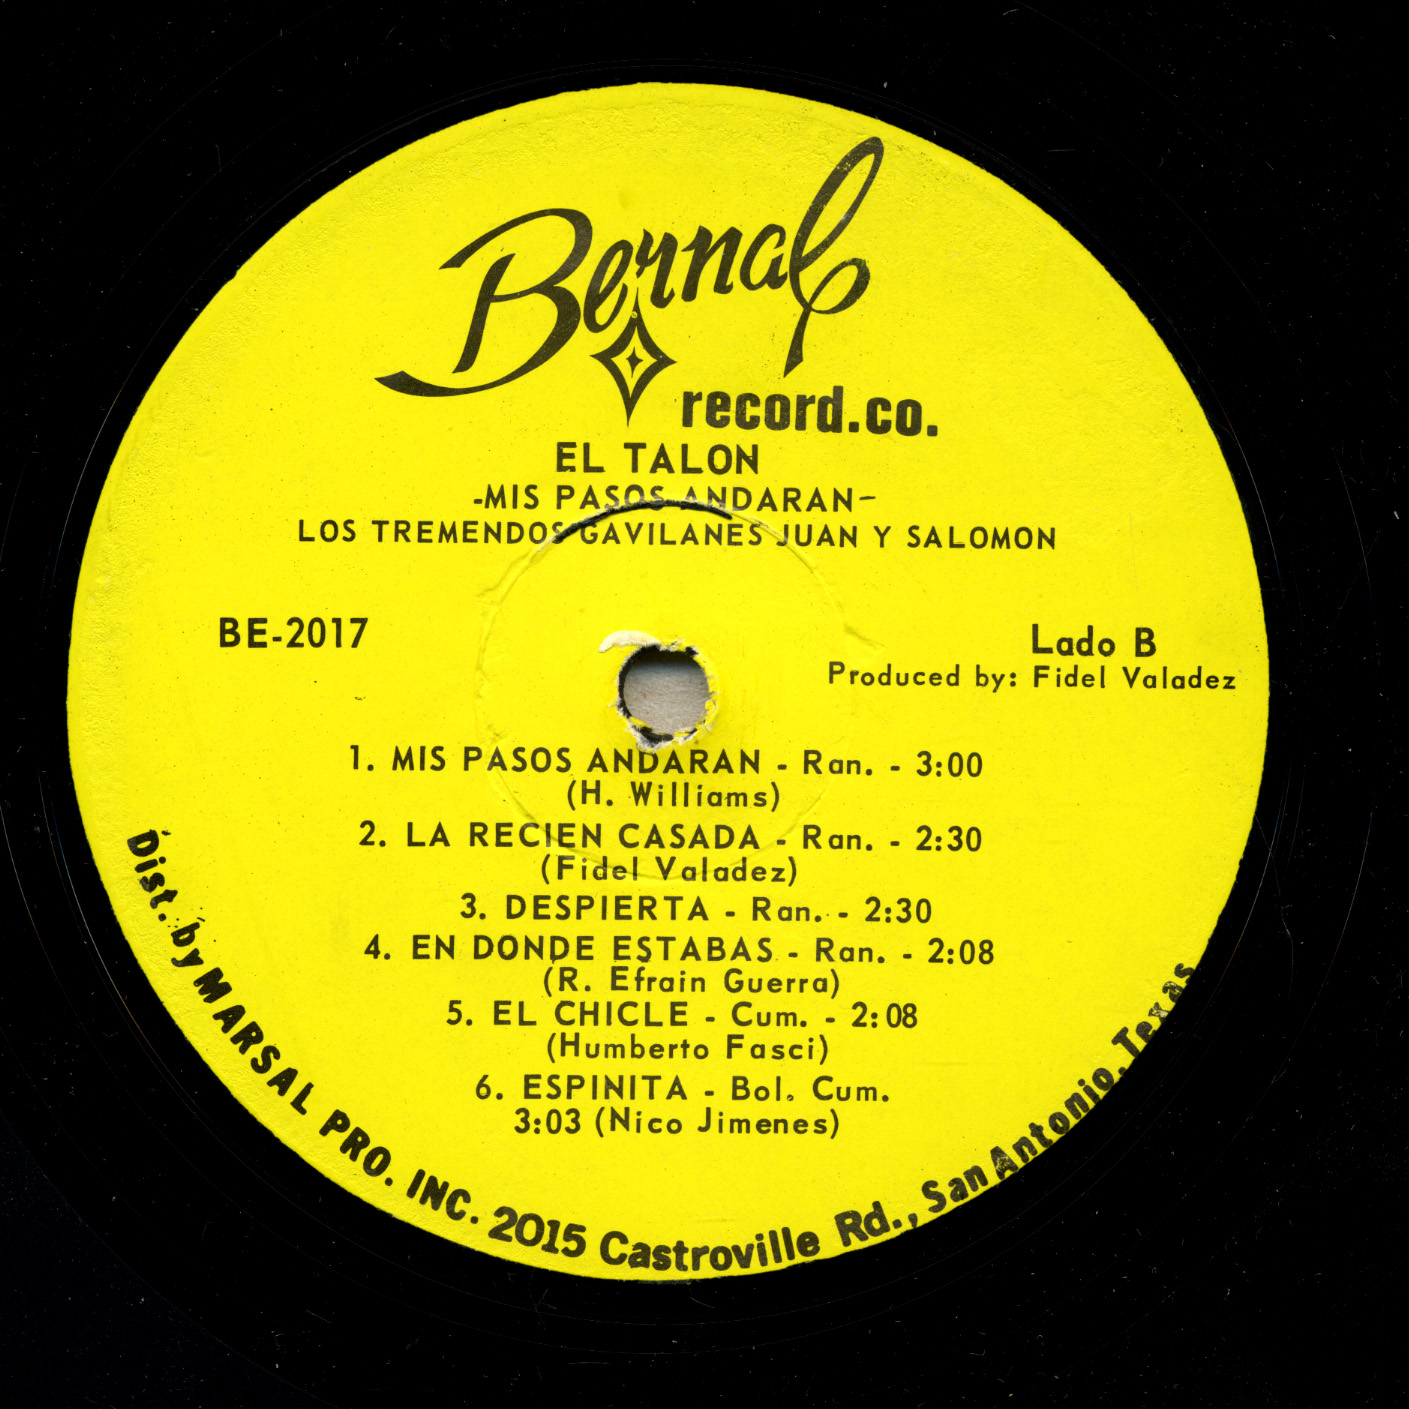 Bernal
record.co.
EL TALON
-MIS PASOS ANDARAN-
LOS TREMENDOS GAVILANES JUAN Y SALOMON
BE-2017
Lado B
Produced by: Fidel Valadez
1. MIS PASOS ANDARAN - Ran. - 3:00
(H. Williams)
2. LA RECIEN CASADA - Ran. - 2:30
(Fidel Valadez)
3. DESPIERTA - Ran. - 2:30
4. EN DONDE ESTABAS - Ran. - 2:08
(R. Efrain Guerra)
5. EL CHICLE - Cum. - 2:08
(Humberto Fasci)
6. ESPINITA - Bol. Cum.
3:03 (Nico Jimenes)
Dist. by MARSAL PRO. INC. 2015 Castroville Rd., San Antonio, Texas